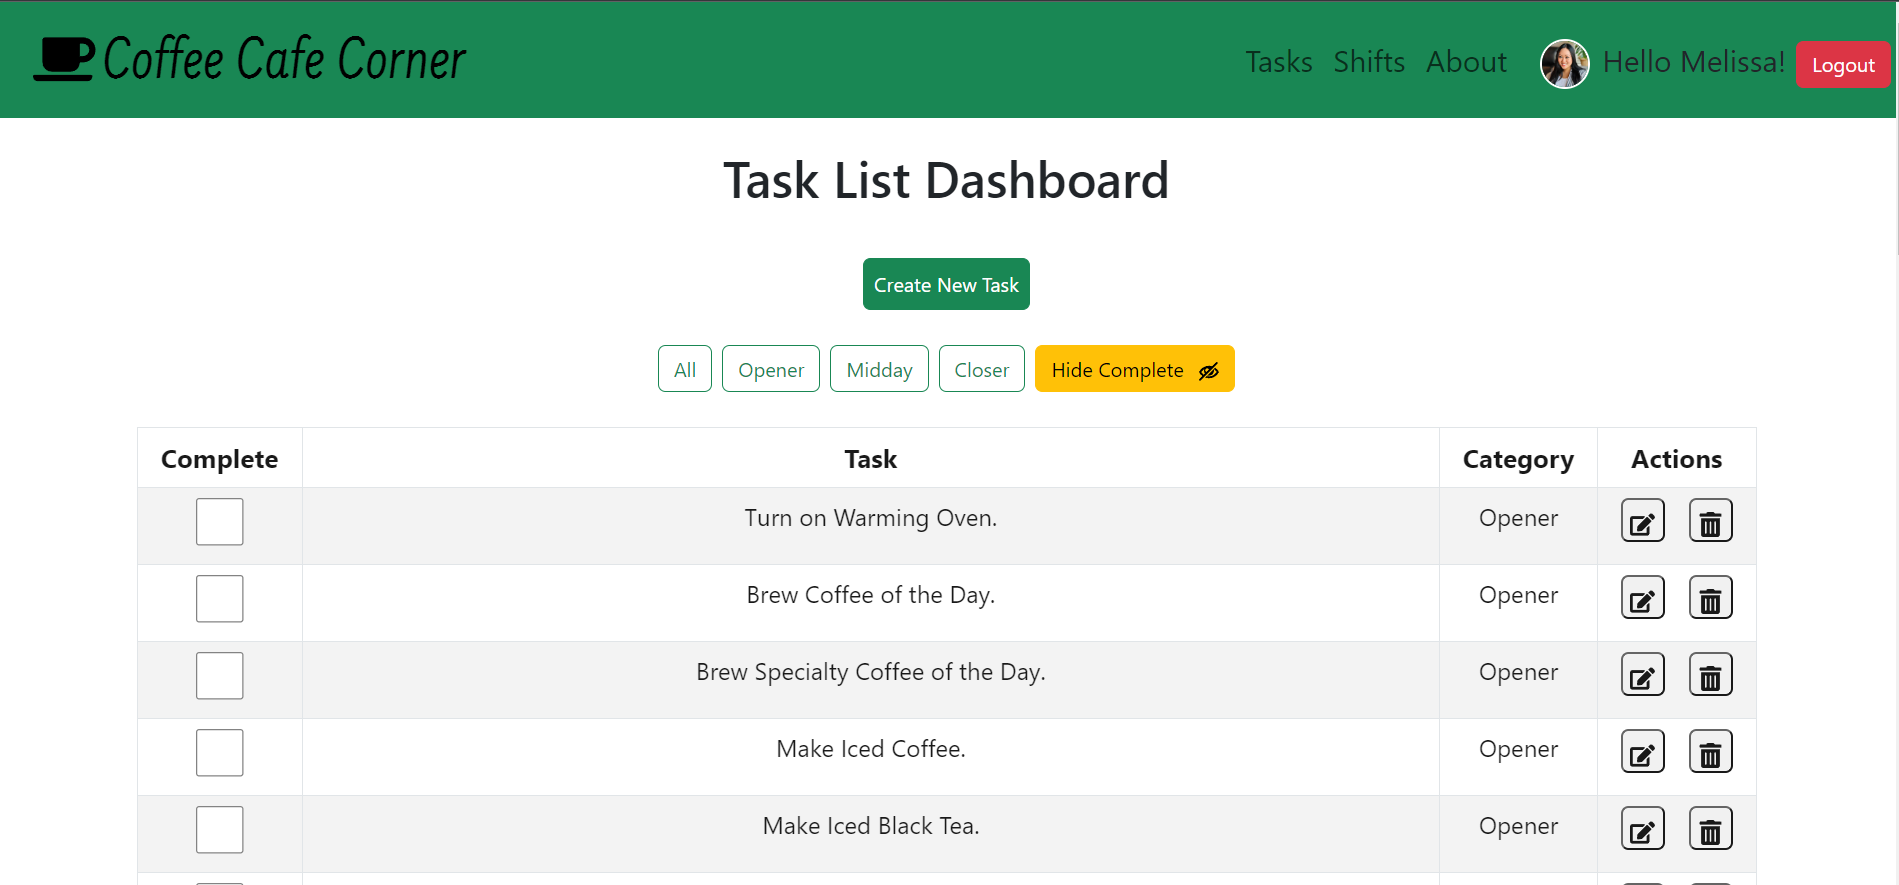 Coffee Cafe Corner Tasks Shifts About Hello Melissa! Logout
Task List Dashboard
Create New Task
All Opener Midday Closer Hide Complete
Complete Task Category Actions
Turn on Warming Oven. Opener
Brew Coffee of the Day. Opener
Brew Specialty Coffee of the Day. Opener
Make Iced Coffee. Opener
Make Iced Black Tea. Opener